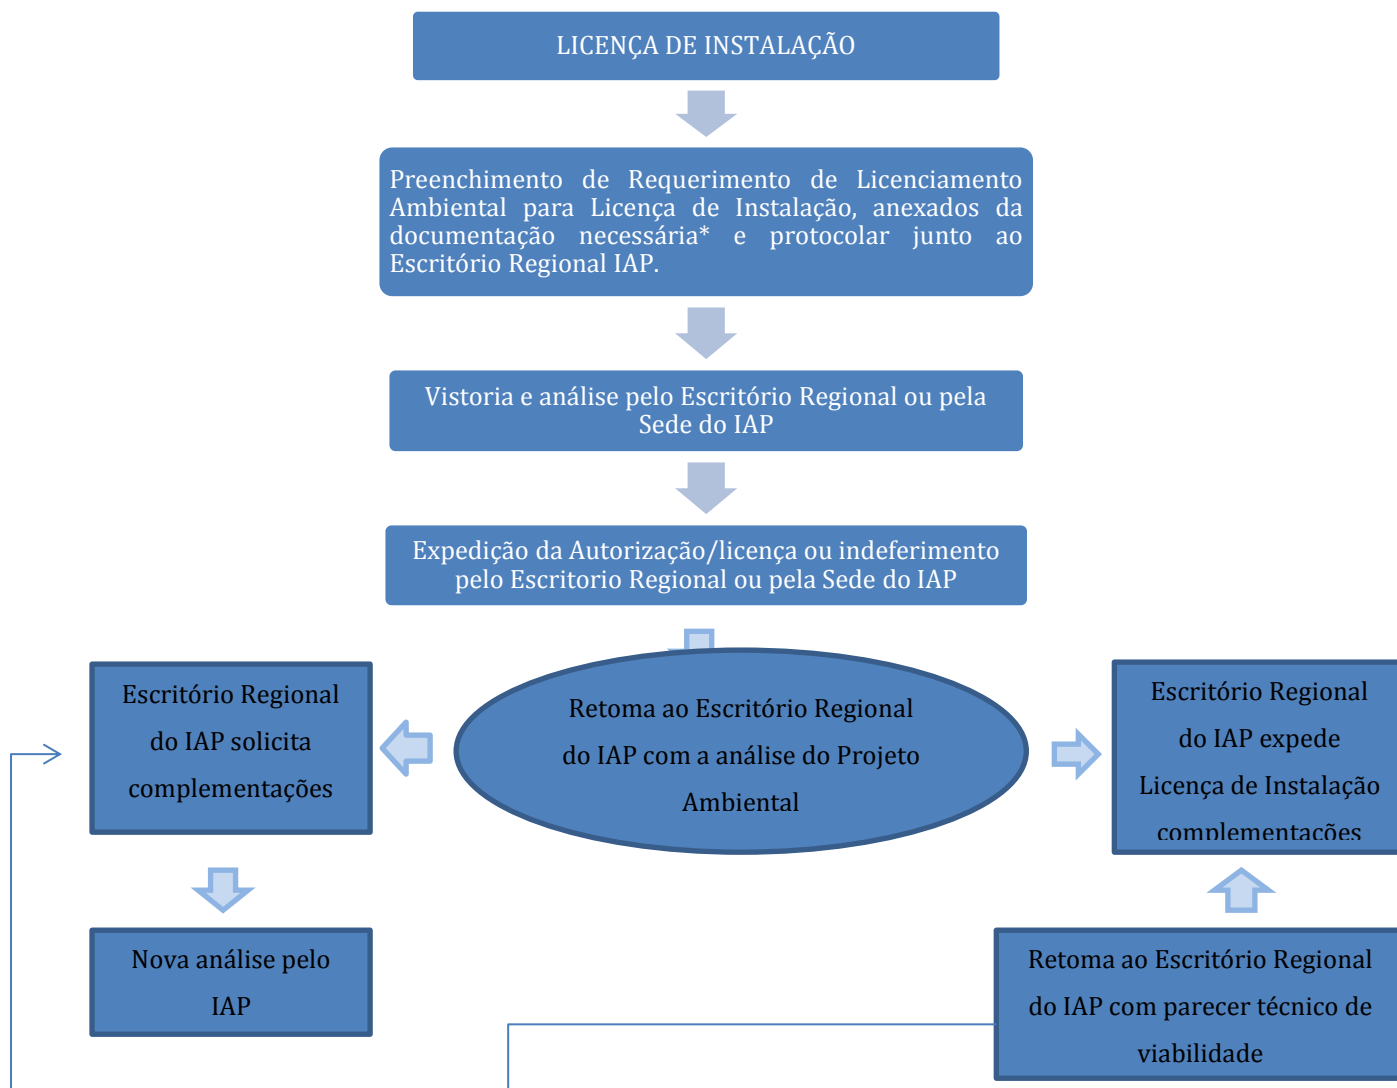 LICENÇA DE INSTALAÇÃO
Preenchimento de Requerimento de Licenciamento
Ambiental para Licença de Instalação, anexados da
documentação necessária* e protocolar junto ao
Escritório Regional IAP.
Vistoria e análise pelo Escritório Regional ou pela
Sede do IAP
Expedição da Autorização/licença ou indeferimento
pelo Escritorio Regional ou pela Sede do IAP
Escritório Regional
do IAP solicita
complementações
Retoma ao Escritório Regional
do IAP com a análise do Projeto
Ambiental
Escritório Regional
do IAP expede
Licença de Instalação
complementações
Nova análise pelo
IAP
Retoma ao Escritório Regional
do IAP com parecer técnico de
viabilidade